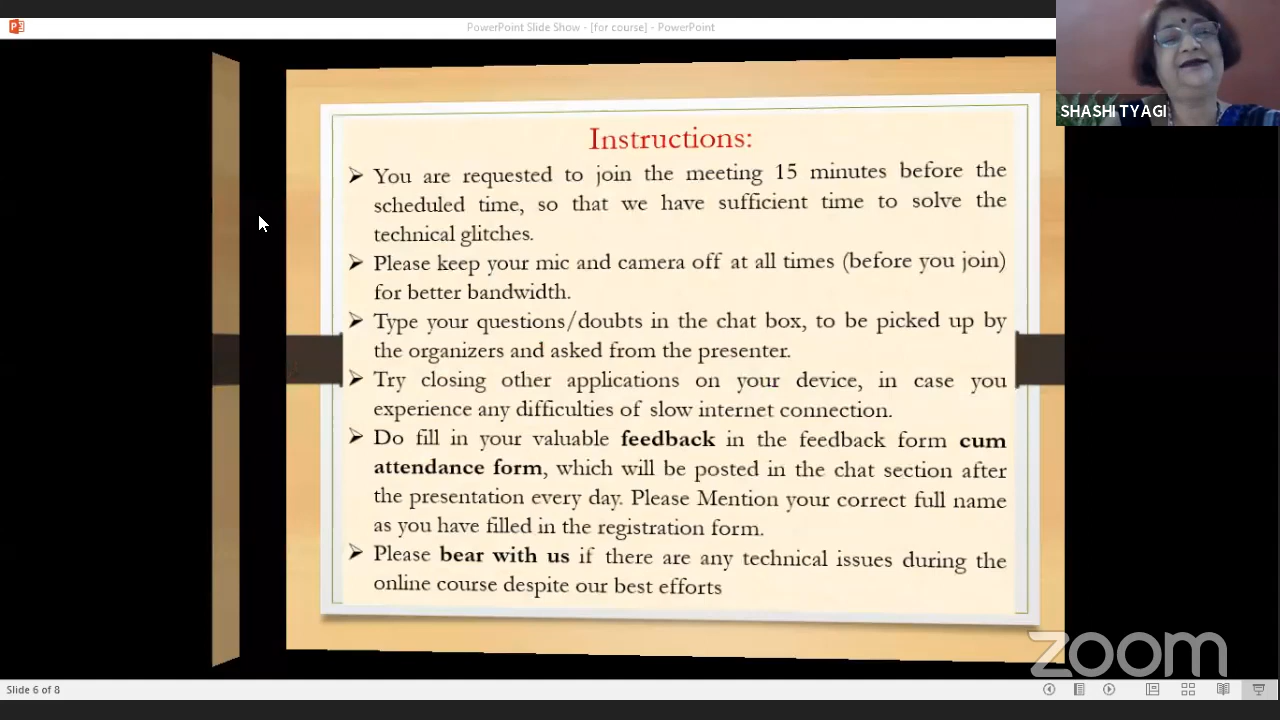 PowerPoint Slide Show - [for course] - PowerPoint
SHASHI TYAGI
Instructions:
➤ You are requested to join the meeting 15 minutes before the
scheduled time, so that we have sufficient time to solve the
technical glitches.
➤ Please keep your mic and camera off at all times (before you join)
for better bandwidth.
➤ Type your questions/doubts in the chat box, to be picked up by
the organizers and asked from the presenter.
➤ Try closing other applications on your device, in case you
experience any difficulties of slow internet connection.
➤ Do fill in your valuable feedback in the feedback form cum
attendance form, which will be posted in the chat section after
the presentation every day. Please Mention your correct full name
as you have filled in the registration form.
➤ Please bear with us if there are any technical issues during the
online course despite our best efforts
zoom
Slide 6 of 8